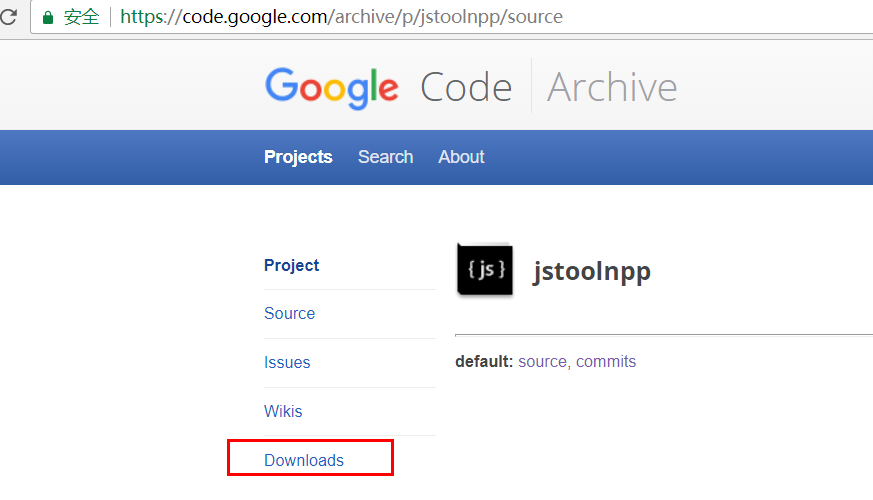 安全 https://code.google.com/archive/p/jstoolnpp/source
Google Code Archive
Projects Search About
Project
{ js } jstoolnpp
Source
Issues
default: source, commits
Wikis
Downloads